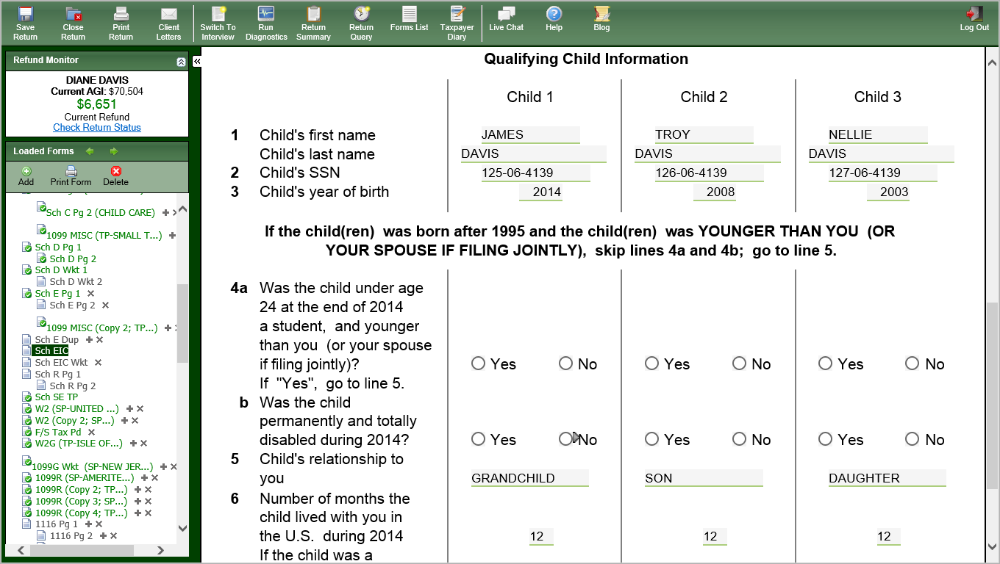 Save Return
Close Return
Print Return
Client Letters
Switch To Interview
Run Diagnostics
Return Summary
Return Query
Forms List
Taxpayer Diary
Live Chat
Help
Blog
Log Out
Refund Monitor
DIANE DAVIS
Current AGI: $70,504
$6,651
Current Refund
Check Return Status
Loaded Forms
Add
Print Form
Delete
Sch C Pg 2 (CHILD CARE)
1099 MISC (TP-SMALL T...)
Sch D Pg 1
Sch D Pg 2
Sch D Wkt 1
Sch D Wkt 2
Sch E Pg 1
Sch E Pg 2
1099 MISC (Copy 2; TP...)
Sch E Dup
Sch EIC
Sch EIC Wkt
Sch R Pg 1
Sch R Pg 2
Sch SE TP
W2 (SP-UNITED ...)
W2 (Copy 2; SP...)
F/S Tax Pd
W2G (TP-ISLE OF...)
1099G Wkt (SP-NEW JER...)
1099R (SP-AMERITE...)
1099R (Copy 2; TP...)
1099R (Copy 3; SP...)
1099R (Copy 4; TP...)
1116 Pg 1
1116 Pg 2
Qualifying Child Information
Child 1 Child 2 Child 3
1 Child's first name JAMES TROY NELLIE
Child's last name DAVIS DAVIS DAVIS
2 Child's SSN 125-06-4139 126-06-4139 127-06-4139
3 Child's year of birth 2014 2008 2003
If the child(ren) was born after 1995 and the child(ren) was YOUNGER THAN YOU (OR
YOUR SPOUSE IF FILING JOINTLY), skip lines 4a and 4b; go to line 5.
4a Was the child under age
24 at the end of 2014
a student, and younger
than you (or your spouse
if filing jointly)? Yes No Yes No Yes No
If "Yes", go to line 5.
b Was the child
permanently and totally
disabled during 2014? Yes No Yes No Yes No
5 Child's relationship to
you GRANDCHILD SON DAUGHTER
6 Number of months the
child lived with you in
the U.S. during 2014 12 12 12
If the child was a